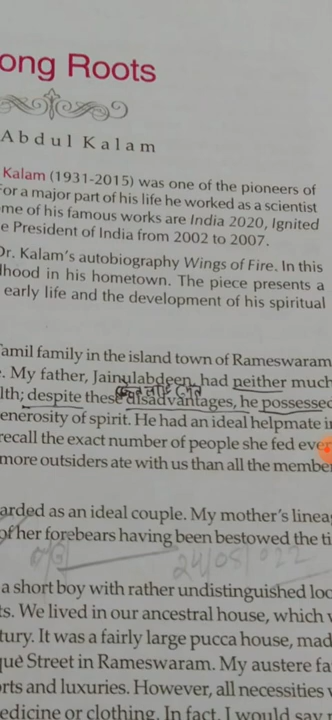 ong Roots
Abdul Kalam
Kalam (1931-2015) was one of the pioneers of
or a major part of his life he worked as a scientist
me of his famous works are India 2020, Ignited
e President of India from 2002 to 2007.
Dr. Kalam's autobiography Wings of Fire. In this
dhood in his hometown. The piece presents a
early life and the development of his spiritual
amil family in the island town of Rameswaram
. My father, Jainulabdeen, had neither much
lth; despite these disadvantages, he possessed
enerosity of spirit. He had an ideal helpmate i
recall the exact number of people she fed ever
more outsiders ate with us than all the membe
arded as an ideal couple. My mother's linea
of her forebears having been bestowed the ti
24/05/022
a short boy with rather undistinguished loo
ts. We lived in our ancestral house, which
tury. It was a fairly large pucca house, mad
que Street in Rameswaram. My austere fa
rts and luxuries. However, all necessities
edicine or clothing. In fact, I would say